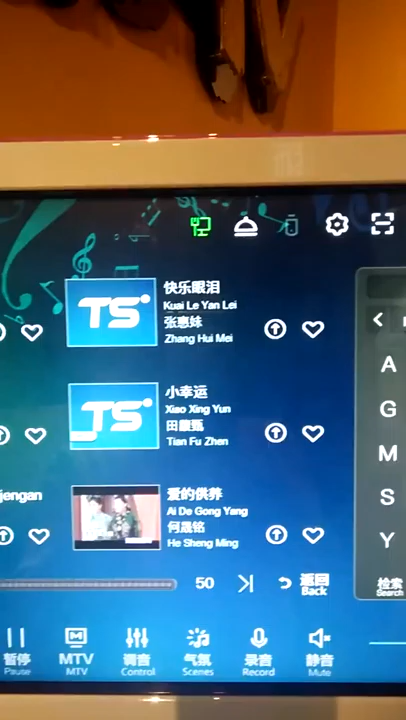 TS
快乐眼泪
Kuai Le Yan Lei
张惠妹
Zhang Hui Mei
TS
小幸运
Xiao Xing Yun
田馥甄
Tian Fu Zhen
jengan
爱的供养
Ai De Gong Yang
何晟铭
He Sheng Ming
A
G
M
S
Y
检索
Search
50
返回
Back
暂停
Pause
MTV
MTV
调音
Control
气氛
Scenes
录音
Record
静音
Mute